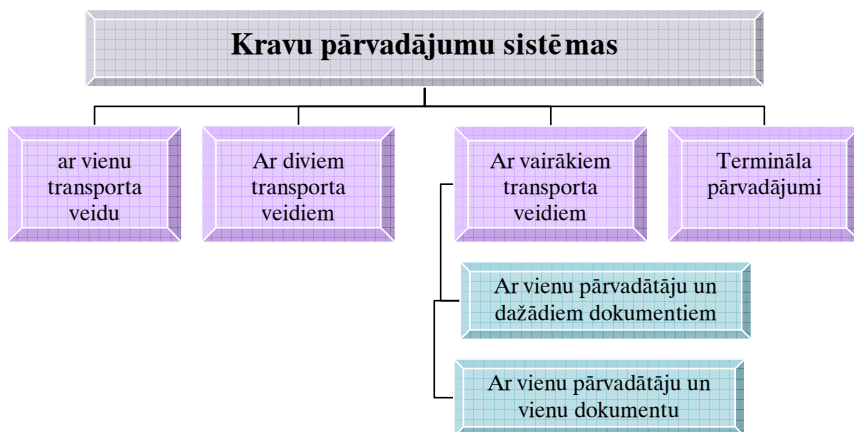 Kravu pārvadājumu sistēmas
ar vienu
transporta
veidu
Ar diviem
transporta
veidiem
Ar vairākiem
transporta
veidiem
Termināla
pārvadājumi
Ar vienu pārvadātāju un
dažādiem dokumentiem
Ar vienu pārvadātāju un
vienu dokumentu